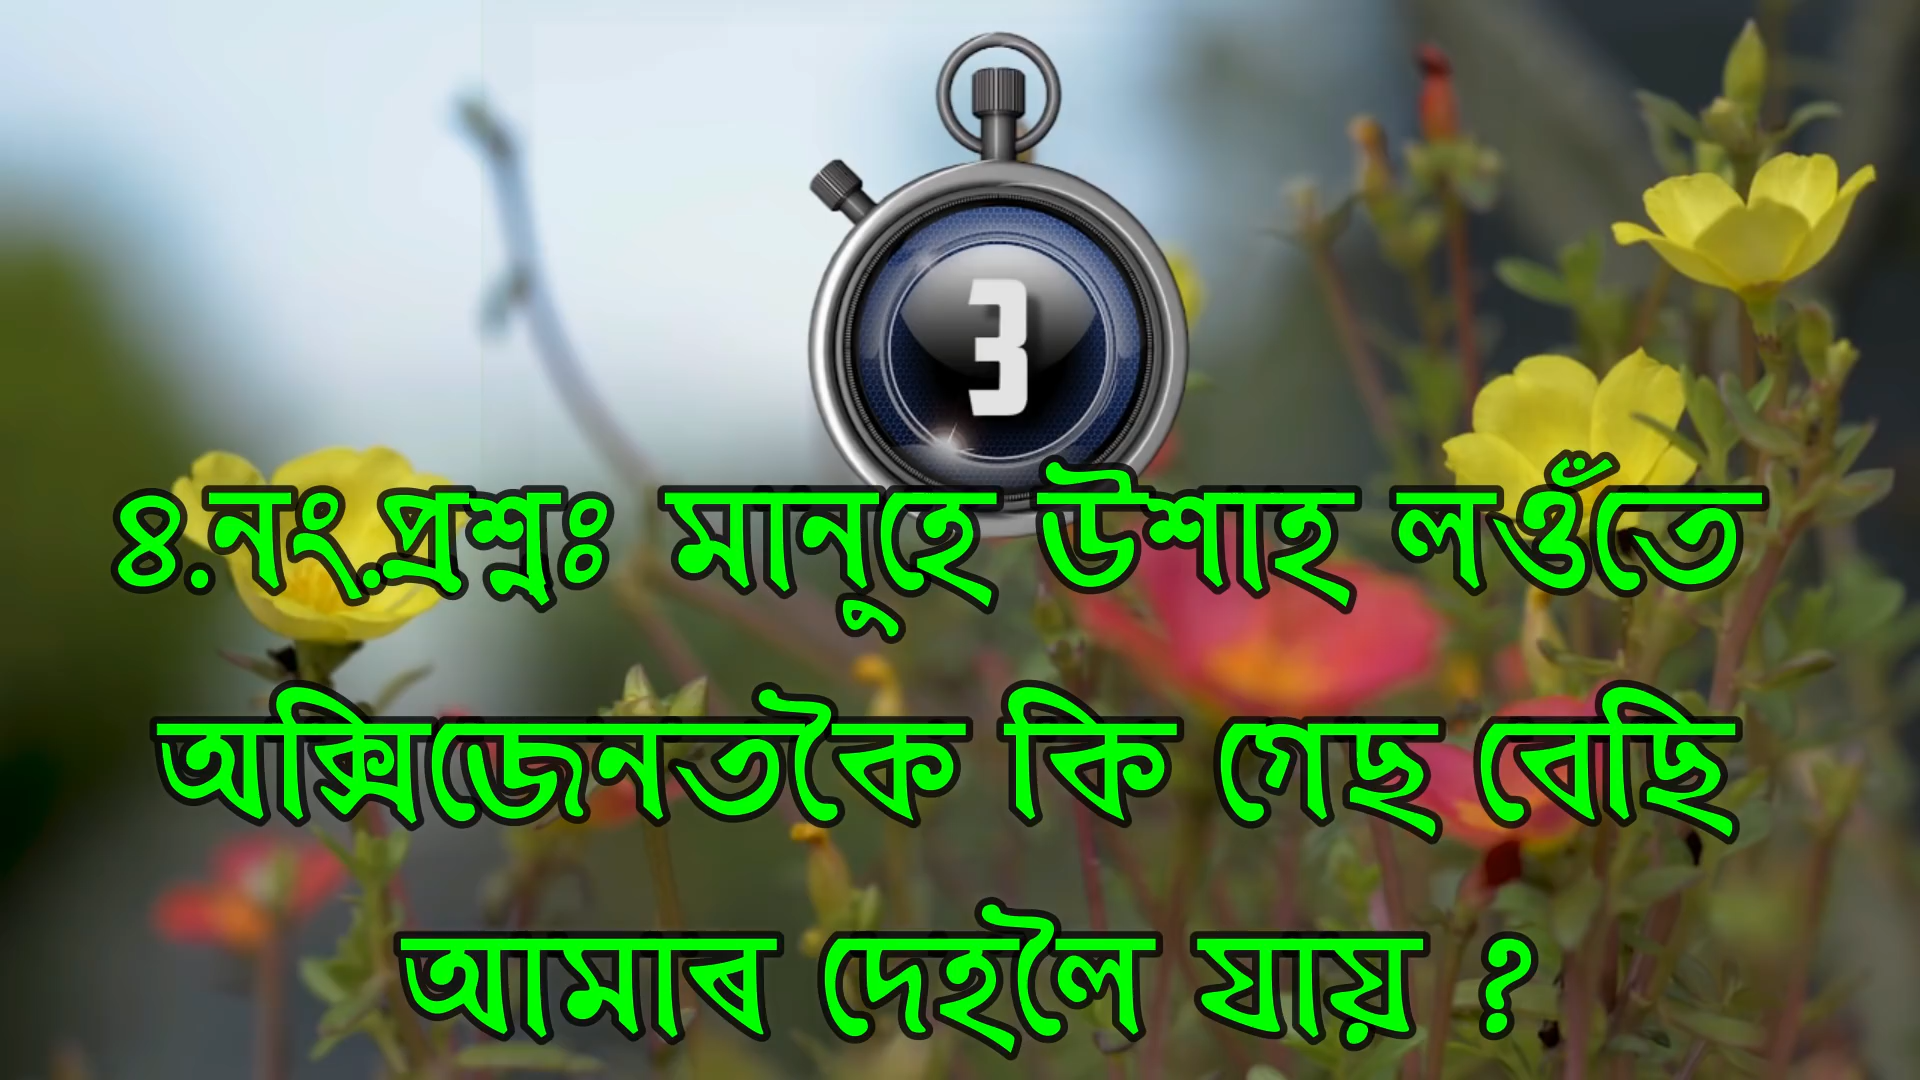 3
৪.নং.প্ৰশ্নঃ মানুহে উশাহ লওঁতে
অক্সিজেনতকৈ কি গেছ বেছি
আমাৰ দেহলৈ যায় ?